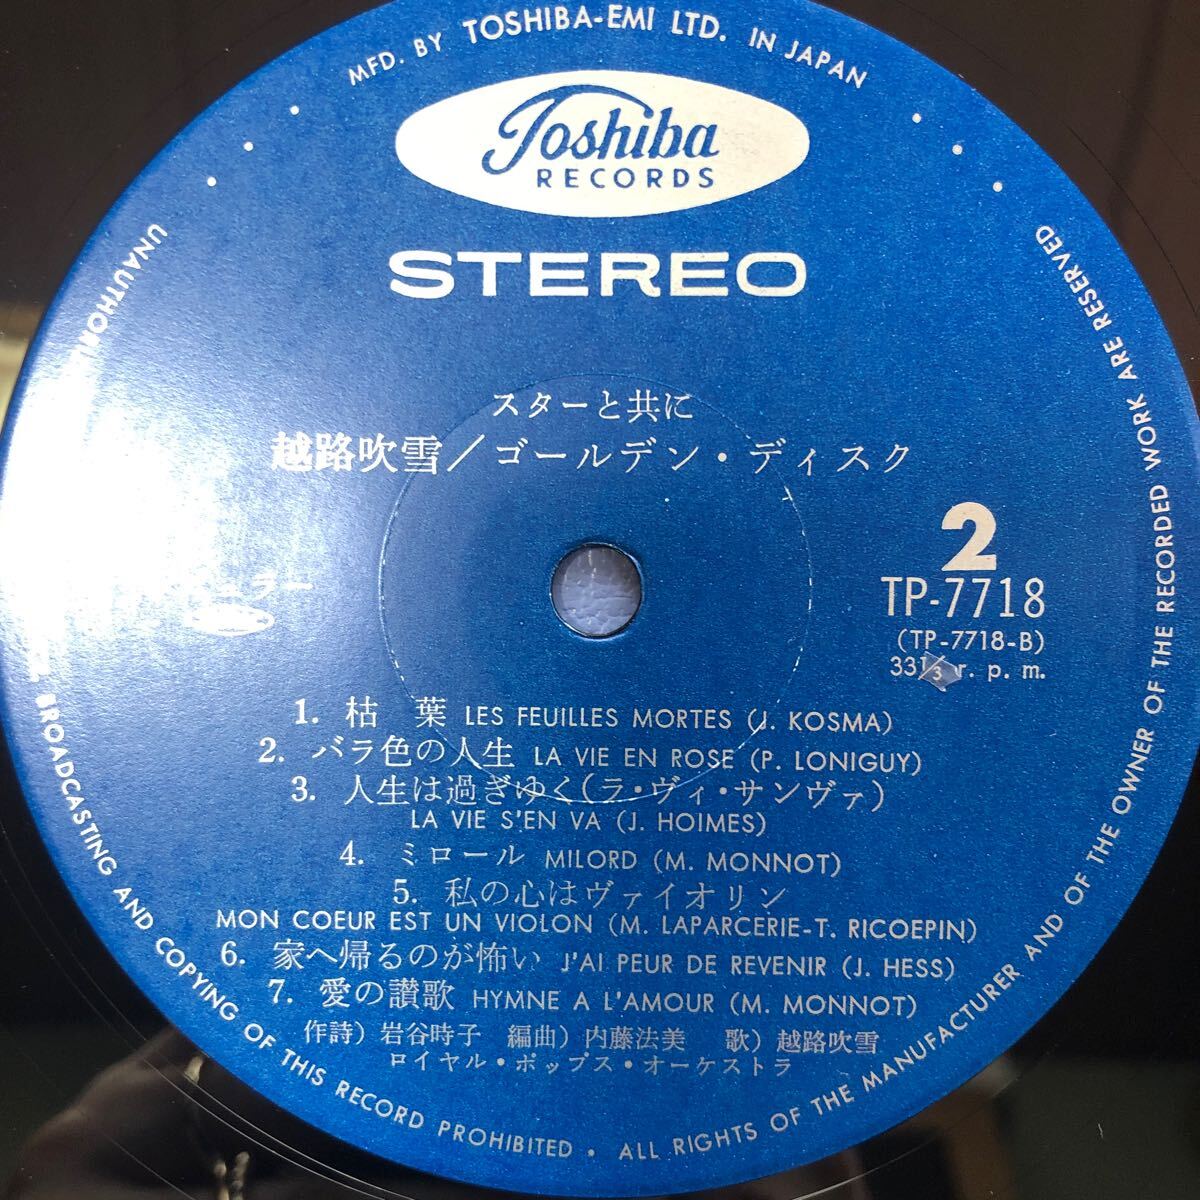 MFD. BY TOSHIBA-EMI LTD. IN JAPAN
Toshiba
RECORDS
STEREO
スターと共に
越路吹雪／ゴールデン・ディスク
2
TP-7718
(TP-7718-B)
33⅓ r. p. m.
1. 枯 葉 LES FEUILLES MORTES (J. KOSMA)
2. バラ色の人生 LA VIE EN ROSE (P. LONIGUY)
3. 人生は過ぎゆく(ラ・ヴィ・サンヴァ)
LA VIE S'EN VA (J. HOIMES)
4. ミロール MILORD (M. MONNOT)
5. 私の心はヴァイオリン
MON COEUR EST UN VIOLON (M. LAPARCERIE-T. RICOEPIN)
6. 家へ帰るのが怖い J'AI PEUR DE REVENIR (J. HESS)
7. 愛の讃歌 HYMNE A L'AMOUR (M. MONNOT)
作詩) 岩谷時子 編曲) 内藤法美 歌) 越路吹雪
ロイヤル・ポップス・オーケストラ
BROADCASTING AND COPYING OF THIS RECORD PROHIBITED • ALL RIGHTS OF THE MANUFACTURER AND OF THE OWNER OF THE RECORDED WORK ARE RESERVED